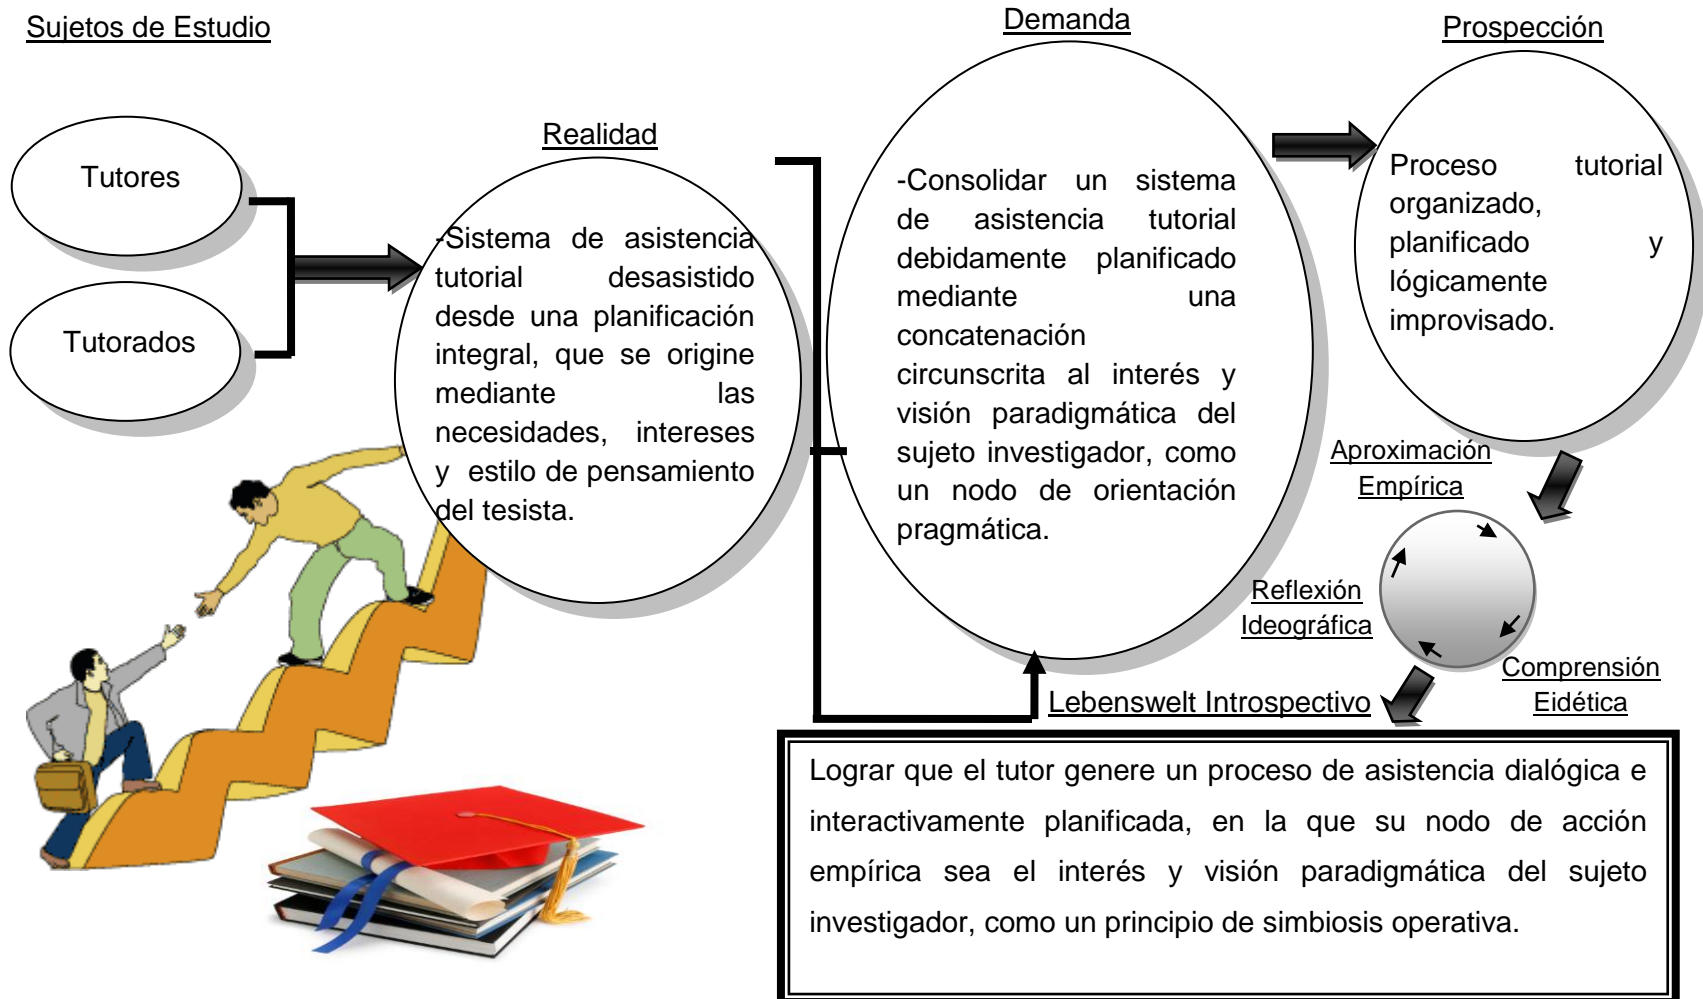 Sujetos de Estudio
Tutores
Tutorados
Realidad
-Sistema de asistencia
tutorial desasistido
desde una planificación
integral, que se origine
mediante las
necesidades, intereses
y estilo de pensamiento
del tesista.
Demanda
-Consolidar un sistema
de asistencia tutorial
debidamente planificado
mediante una
concatenación
circunscrita al interés y
visión paradigmática del
sujeto investigador, como
un nodo de orientación
pragmática.
Prospección
Proceso tutorial
organizado,
planificado y
lógicamente
improvisado.
Aproximación
Empírica
Reflexión
Ideográfica
Comprensión
Eidética
Lebenswelt Introspectivo
Lograr que el tutor genere un proceso de asistencia dialógica e
interactivamente planificada, en la que su nodo de acción
empírica sea el interés y visión paradigmática del sujeto
investigador, como un principio de simbiosis operativa.